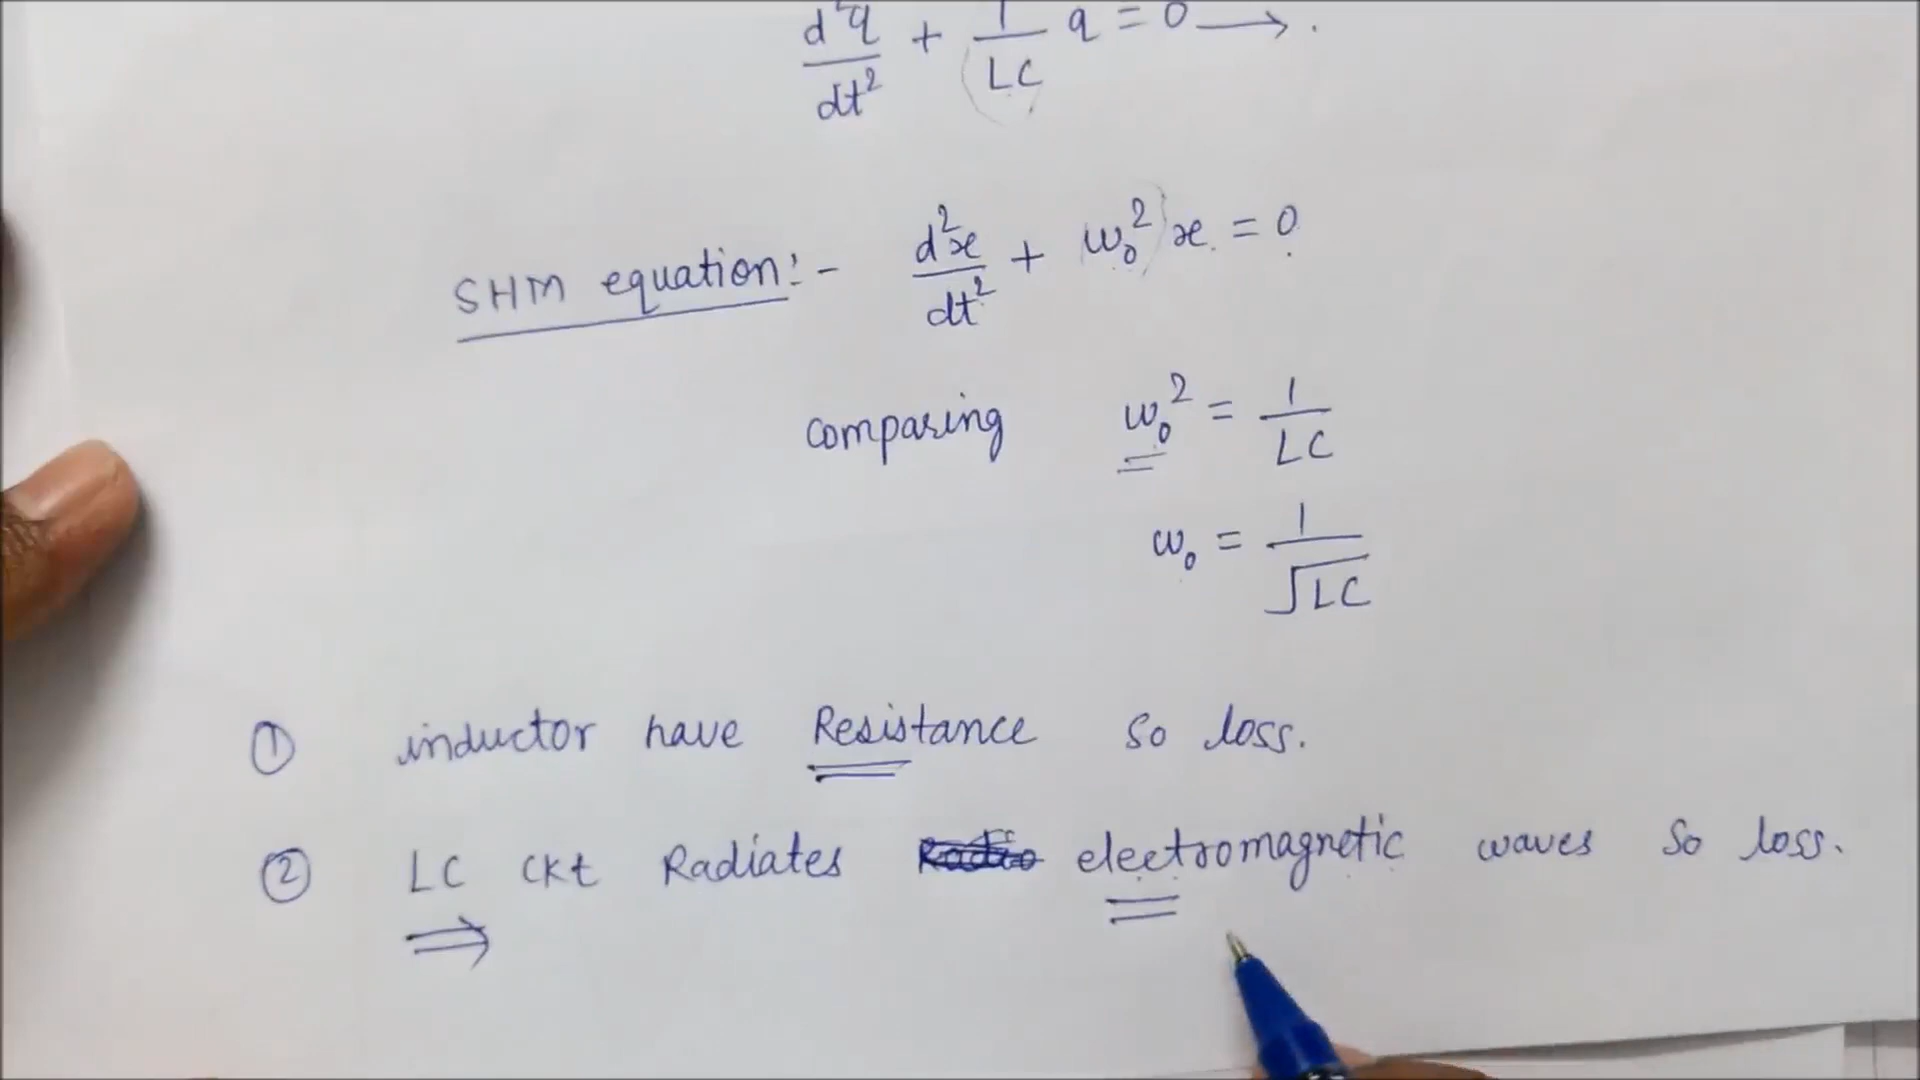 d²q/dt² + 1/LC q = 0 ⟶ .
SHM equation:- d²x/dt² + ω₀² x = 0
comparing ω₀² = 1/LC
ω₀ = 1/√LC
① inductor have Resistance so loss.
② LC ckt Radiates electromagnetic waves so loss.
⇒